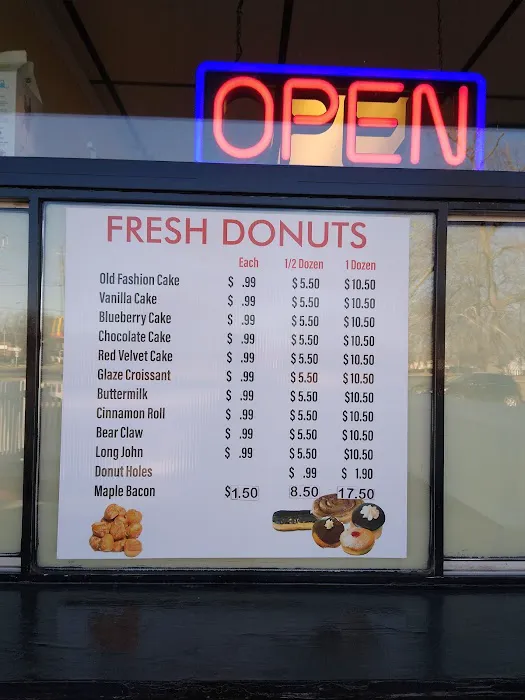 OPEN
FRESH DONUTS
Each 1/2 Dozen 1 Dozen
Old Fashion Cake $ .99 $5.50 $10.50
Vanilla Cake $ .99 $5.50 $10.50
Blueberry Cake $ .99 $5.50 $10.50
Chocolate Cake $ .99 $5.50 $10.50
Red Velvet Cake $ .99 $5.50 $10.50
Glaze Croissant $ .99 $5.50 $10.50
Buttermilk $ .99 $5.50 $10.50
Cinnamon Roll $ .99 $5.50 $10.50
Bear Claw $ .99 $5.50 $10.50
Long John $ .99 $5.50 $10.50
Donut Holes $ .99 $ 1.90
Maple Bacon $1.50 8.50 17.50